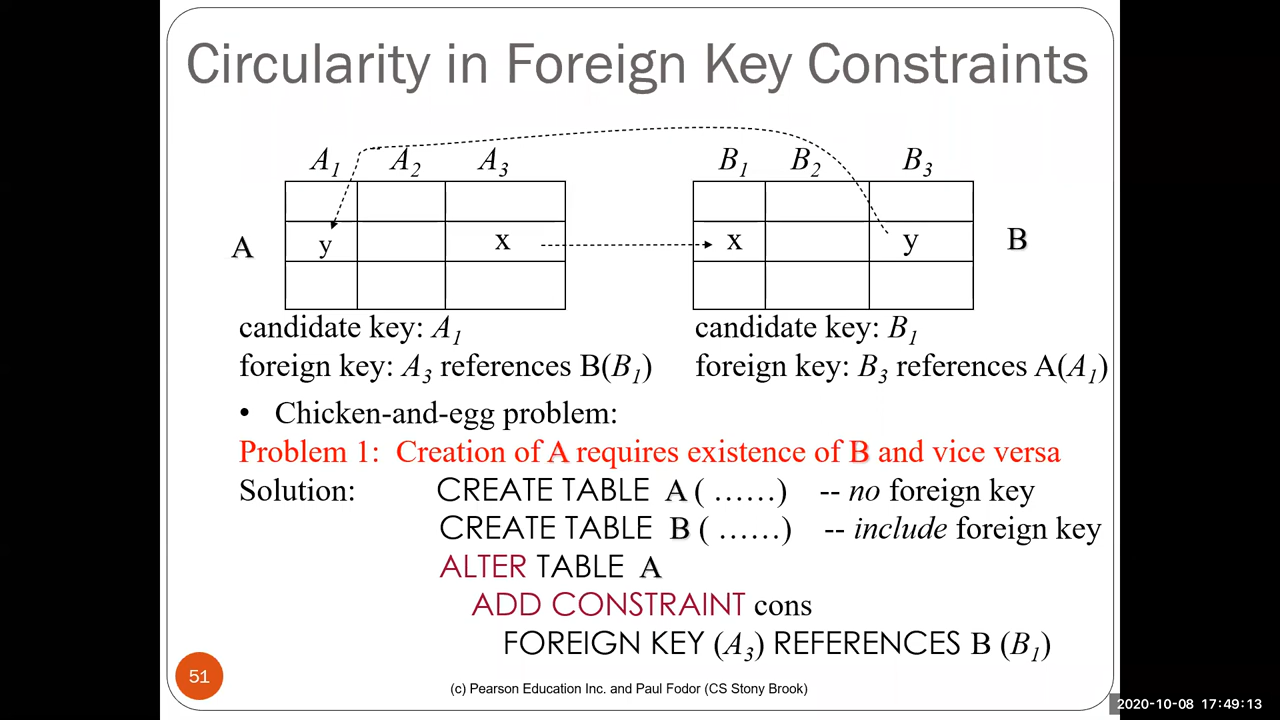 Circularity in Foreign Key Constraints
A1 A2 A3 B1 B2 B3
A y x x y B
candidate key: A1 candidate key: B1
foreign key: A3 references B(B1) foreign key: B3 references A(A1)
• Chicken-and-egg problem:
Problem 1: Creation of A requires existence of B and vice versa
Solution: CREATE TABLE A ( ……) -- no foreign key
CREATE TABLE B ( ……) -- include foreign key
ALTER TABLE A
ADD CONSTRAINT cons
FOREIGN KEY (A3) REFERENCES B (B1)
51
(c) Pearson Education Inc. and Paul Fodor (CS Stony Brook)
2020-10-08 17:49:13